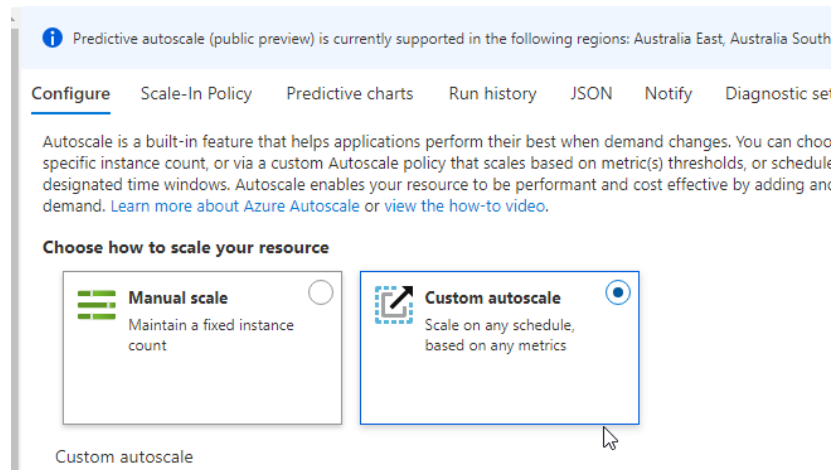 Predictive autoscale (public preview) is currently supported in the following regions: Australia East, Australia South
Configure Scale-In Policy Predictive charts Run history JSON Notify Diagnostic set
Autoscale is a built-in feature that helps applications perform their best when demand changes. You can choo
specific instance count, or via a custom Autoscale policy that scales based on metric(s) thresholds, or schedule
designated time windows. Autoscale enables your resource to be performant and cost effective by adding and
demand. Learn more about Azure Autoscale or view the how-to video.
Choose how to scale your resource
Manual scale
Maintain a fixed instance
count
Custom autoscale
Scale on any schedule,
based on any metrics
Custom autoscale